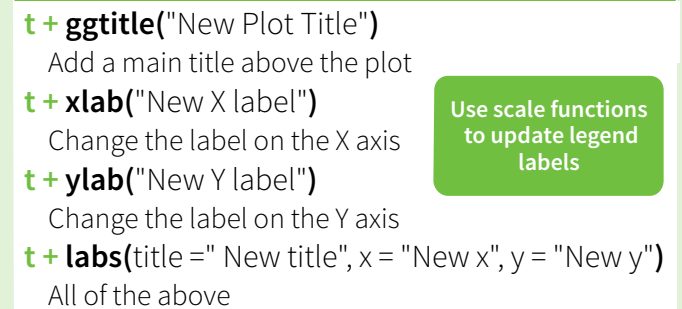 t + ggtitle("New Plot Title")
Add a main title above the plot
t + xlab("New X label")
Change the label on the X axis
t + ylab("New Y label")
Change the label on the Y axis
t + labs(title =" New title", x = "New x", y = "New y")
All of the above
Use scale functions
to update legend
labels